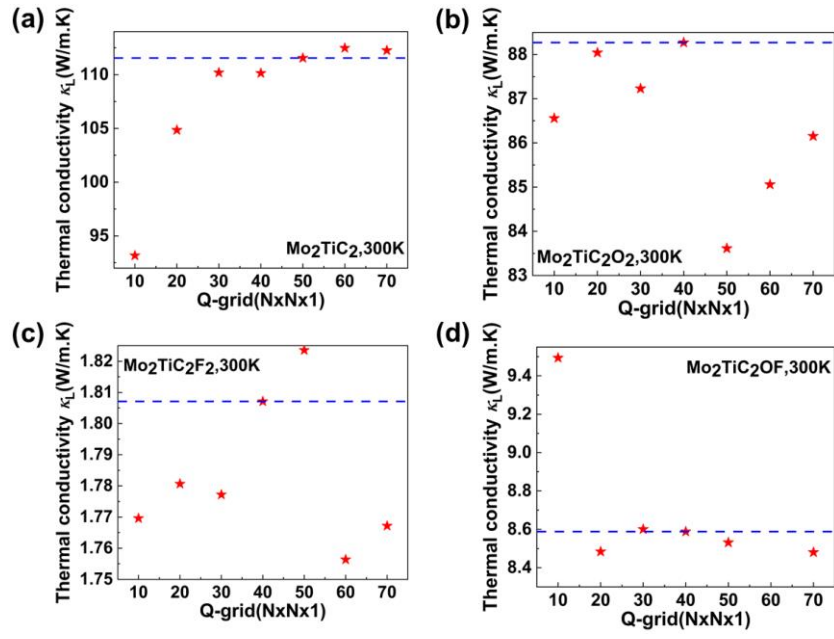 (a)
Thermal conductivity κL(W/m.K)
110
105
100
95
Mo2TiC2,300K
10 20 30 40 50 60 70
Q-grid(NxNx1)
(b)
Thermal conductivity κL(W/m.K)
88
87
86
85
84
83
Mo2TiC2O2,300K
10 20 30 40 50 60 70
Q-grid(NxNx1)
(c)
Thermal conductivity κL(W/m.K)
1.82
1.81
1.80
1.79
1.78
1.77
1.76
1.75
Mo2TiC2F2,300K
10 20 30 40 50 60 70
Q-grid(NxNx1)
(d)
Thermal conductivity κL(W/m.K)
9.4
9.2
9.0
8.8
8.6
8.4
Mo2TiC2OF,300K
10 20 30 40 50 60 70
Q-grid(NxNx1)